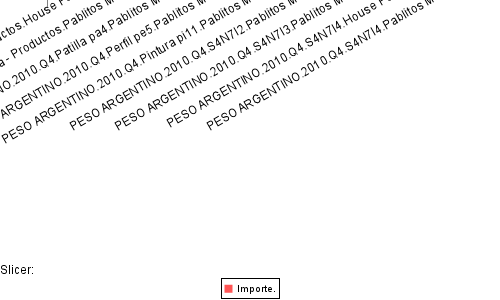 ctos.House P
a - Productos.Pablitos M
NO.2010.Q4.Patilla pa4.Pablitos M
ARGENTINO.2010.Q4.Perfil pe5.Pablitos M
PESO ARGENTINO.2010.Q4.Pintura pi11.Pablitos M
PESO ARGENTINO.2010.Q4.S4N7I2.Pablitos M
PESO ARGENTINO.2010.Q4.S4N7I3.Pablitos M
PESO ARGENTINO.2010.Q4.S4N7I4.House P
PESO ARGENTINO.2010.Q4.S4N7I4.Pablitos M
Slicer:
Importe.